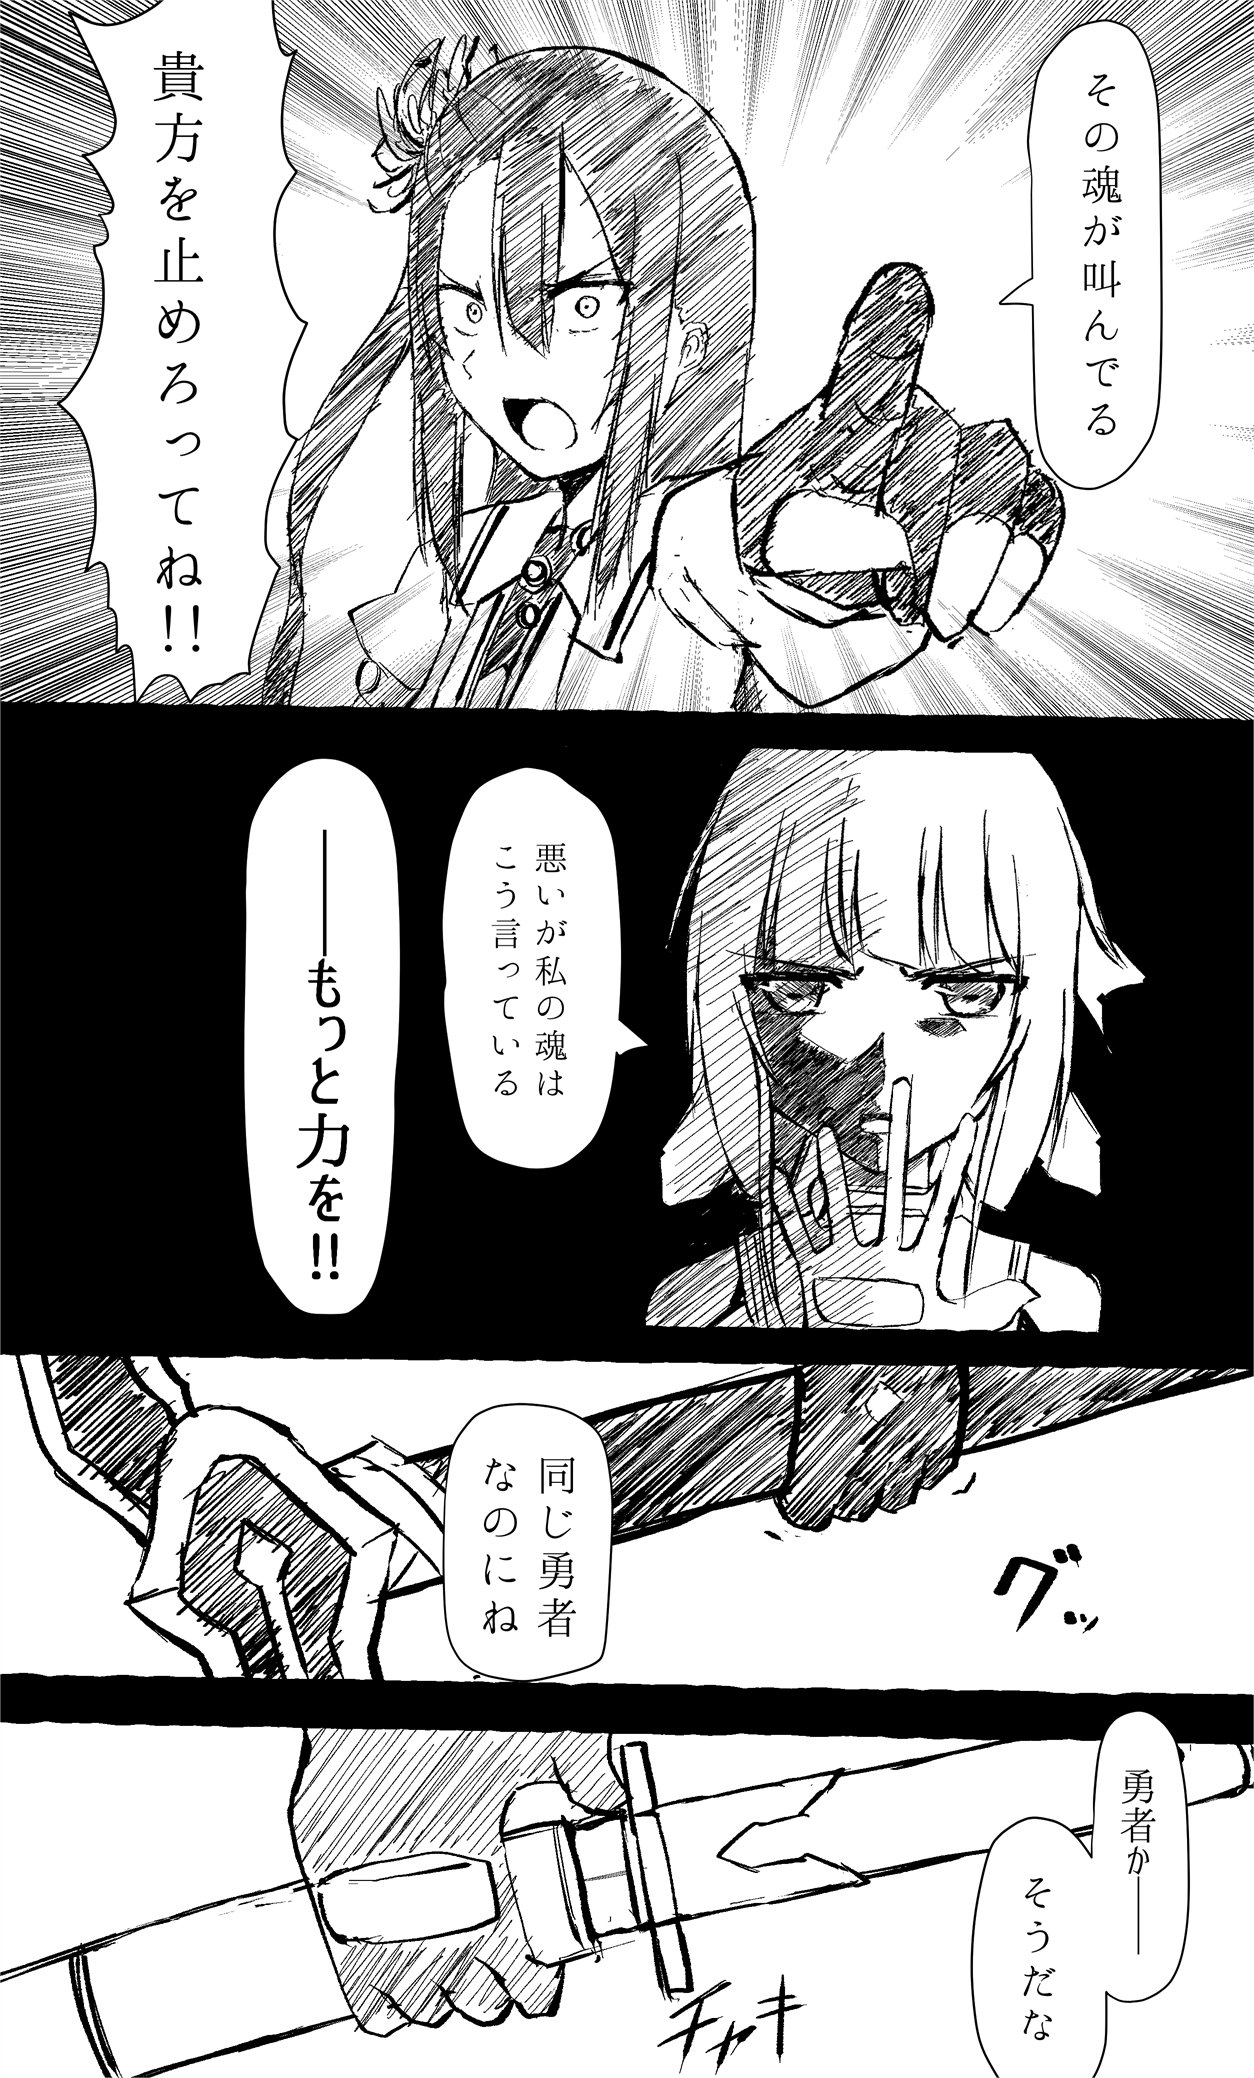 その魂が叫んでる
貴方を止めろってね!!
悪いが私の魂は
こう言っている
――もっと力を!!
同じ勇者
なのにね
グッ
勇者か――
そうだな
チャキ